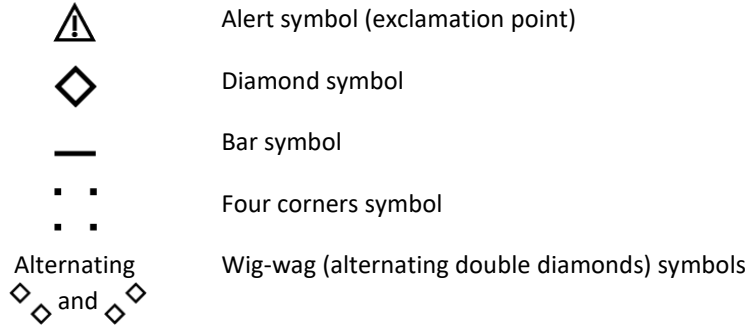 Alert symbol (exclamation point)
Diamond symbol
Bar symbol
Four corners symbol
Alternating Wig-wag (alternating double diamonds) symbols
and